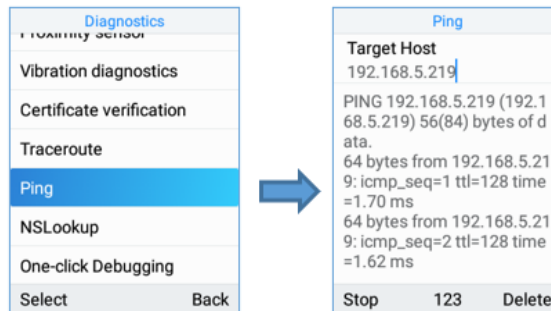 Diagnostics
Proximity sensor
Vibration diagnostics
Certificate verification
Traceroute
Ping
NSLookup
One-click Debugging
Select Back
Ping
Target Host
192.168.5.219
PING 192.168.5.219 (192.1
68.5.219) 56(84) bytes of d
ata.
64 bytes from 192.168.5.21
9: icmp_seq=1 ttl=128 time
=1.70 ms
64 bytes from 192.168.5.21
9: icmp_seq=2 ttl=128 time
=1.62 ms
Stop 123 Delete